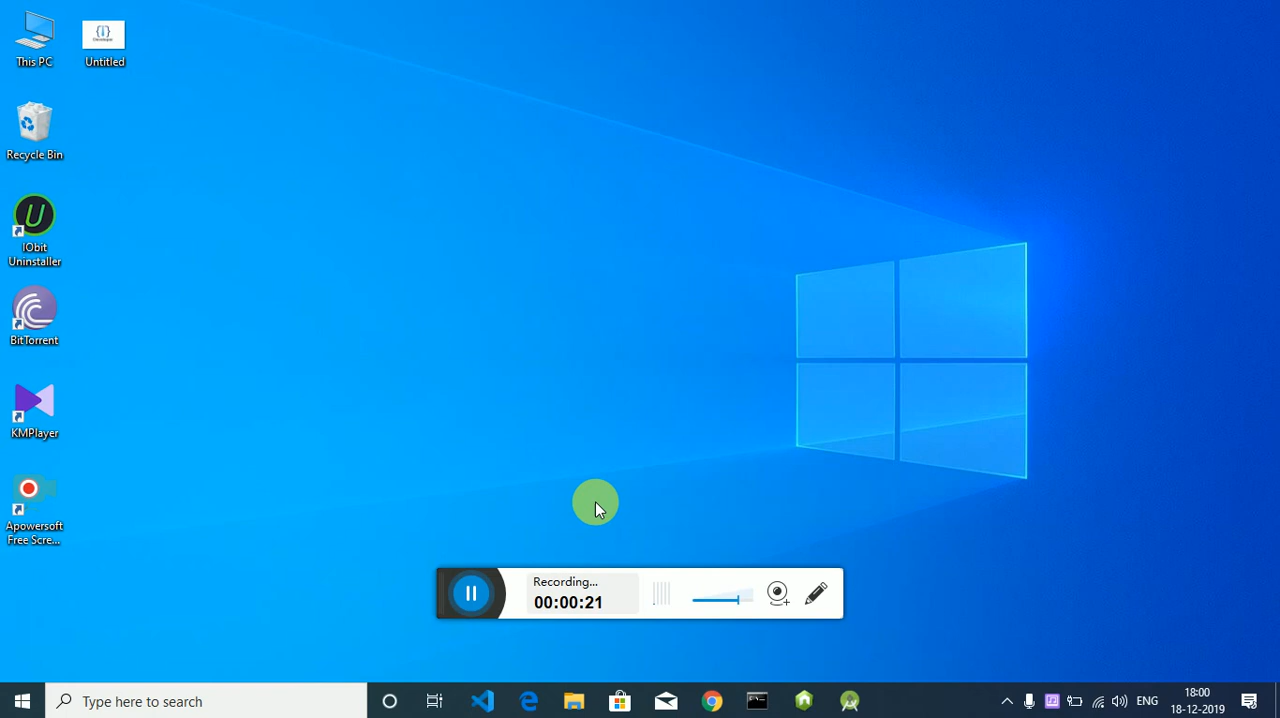 This PC
Untitled
Recycle Bin
IObit
Uninstaller
BitTorrent
KMPlayer
Apowersoft
Free Scre...
Recording...
00:00:21
Type here to search
ENG
18:00
18-12-2019